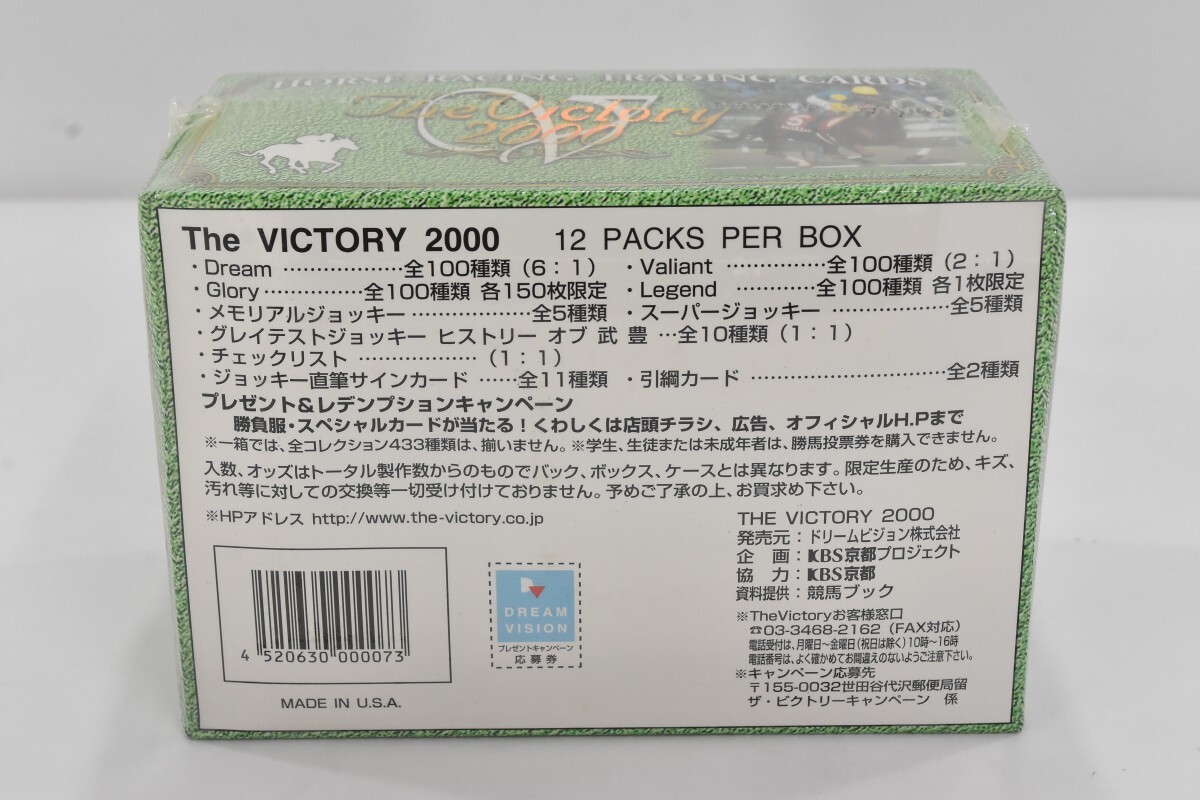 HORSE RACING TRADING CARDS
The Victory
2000
V
The VICTORY 2000 12 PACKS PER BOX
・Dream ………………全100種類(6：1) ・Valiant ……………全100種類(2：1)
・Glory……………全100種類 各150枚限定 ・Legend …………全100種類 各1枚限定
・メモリアルジョッキー ………………全5種類 ・スーパージョッキー ………………全5種類
・グレイテストジョッキー ヒストリー オブ 武 豊 …全10種類(1：1)
・チェックリスト ………………(1：1)
・ジョッキー直筆サインカード ……全11種類 ・引綱カード …………………………全2種類
プレゼント&レデンプションキャンペーン
勝負服・スペシャルカードが当たる！くわしくは店頭チラシ、広告、オフィシャルH.Pまで
※一箱では、全コレクション433種類は、揃いません。※学生、生徒または未成年者は、勝馬投票券を購入できません。
入数、オッズはトータル製作数からのものでパック、ボックス、ケースとは異なります。限定生産のため、キズ、
汚れ等に対しての交換等一切受け付けておりません。予めご了承の上、お買求め下さい。
※HPアドレス http://www.the-victory.co.jp
THE VICTORY 2000
発売元：ドリームビジョン株式会社
企 画：KBS京都プロジェクト
協 力：KBS京都
資料提供：競馬ブック
※TheVictoryお客様窓口
☎03-3468-2162 (FAX対応)
電話受付は、月曜日～金曜日(祝日は除く)10時～16時
電話番号は、よく確かめてお間違えのないようご注意下さい。
※キャンペーン応募先
〒155-0032世田谷代沢郵便局留
ザ・ビクトリーキャンペーン 係
4 520630 000073
MADE IN U.S.A.
DREAM
VISION
プレゼントキャンペーン
応募券